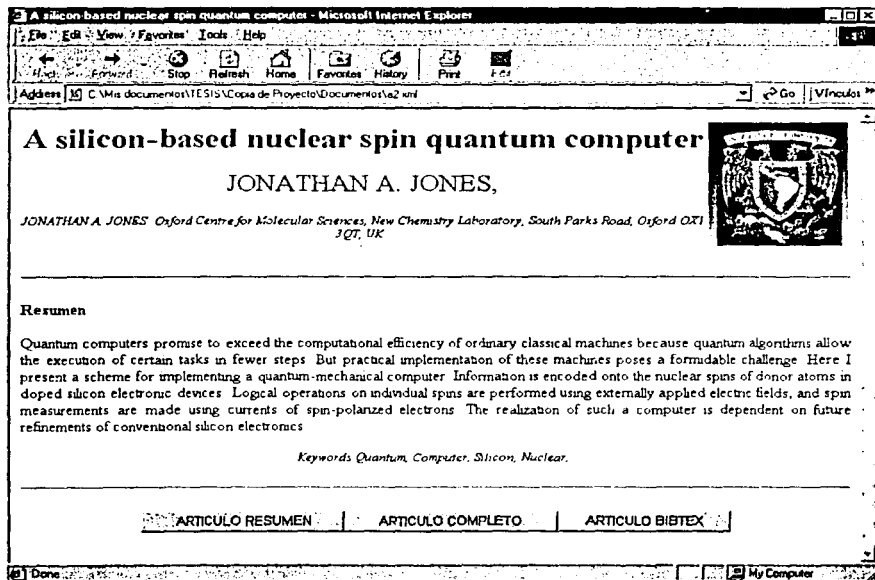 A silicon-based nuclear spin quantum computer - Microsoft Internet Explorer
File Edit View Favorites Tools Help
Back Forward Stop Refresh Home Favorites History Print Edit
Address C:\Mis documentos\TESIS\Copia de Proyecto\Documentos\a2.xml Go Vínculos »
A silicon-based nuclear spin quantum computer
JONATHAN A. JONES,
JONATHAN A. JONES Oxford Centre for Molecular Sciences, New Chemistry Laboratory, South Parks Road, Oxford OX1
3QT, UK
Resumen
Quantum computers promise to exceed the computational efficiency of ordinary classical machines because quantum algorithms allow
the execution of certain tasks in fewer steps. But practical implementation of these machines poses a formidable challenge. Here I
present a scheme for implementing a quantum-mechanical computer. Information is encoded onto the nuclear spins of donor atoms in
doped silicon electronic devices. Logical operations on individual spins are performed using externally applied electric fields, and spin
measurements are made using currents of spin-polarized electrons. The realization of such a computer is dependent on future
refinements of conventional silicon electronics
Keywords Quantum, Computer, Silicon, Nuclear,
ARTICULO RESUMEN ARTICULO COMPLETO ARTICULO BIBTEX
Done My Computer